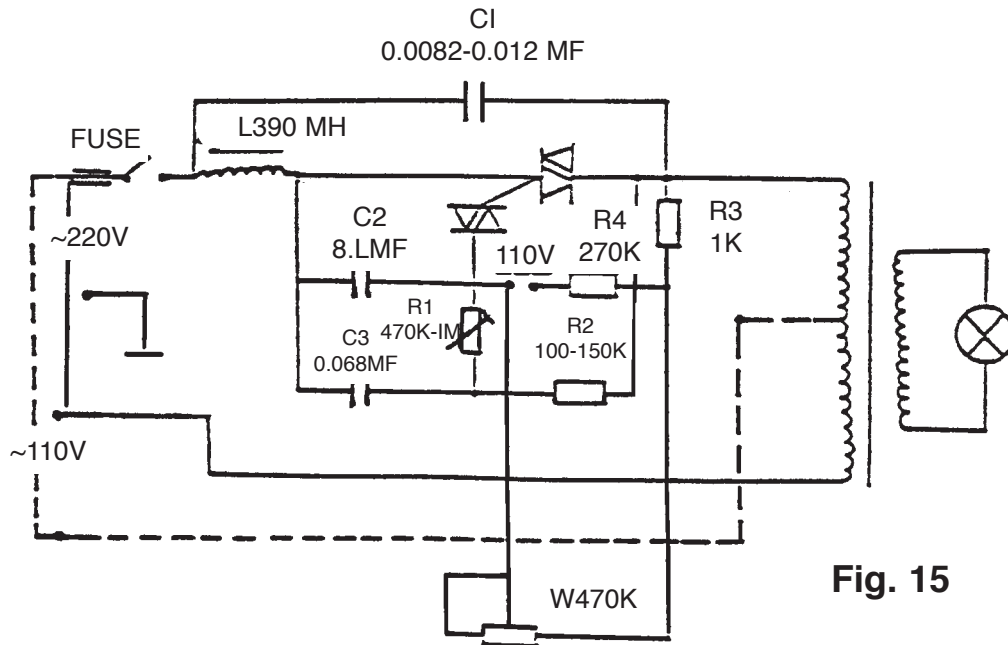 CI
0.0082-0.012 MF
FUSE
L390 MH
~220V
C2
8.LMF
110V
R4
270K
R3
1K
R1
470K-IM
C3
0.068MF
R2
100-150K
~110V
W470K
Fig. 15